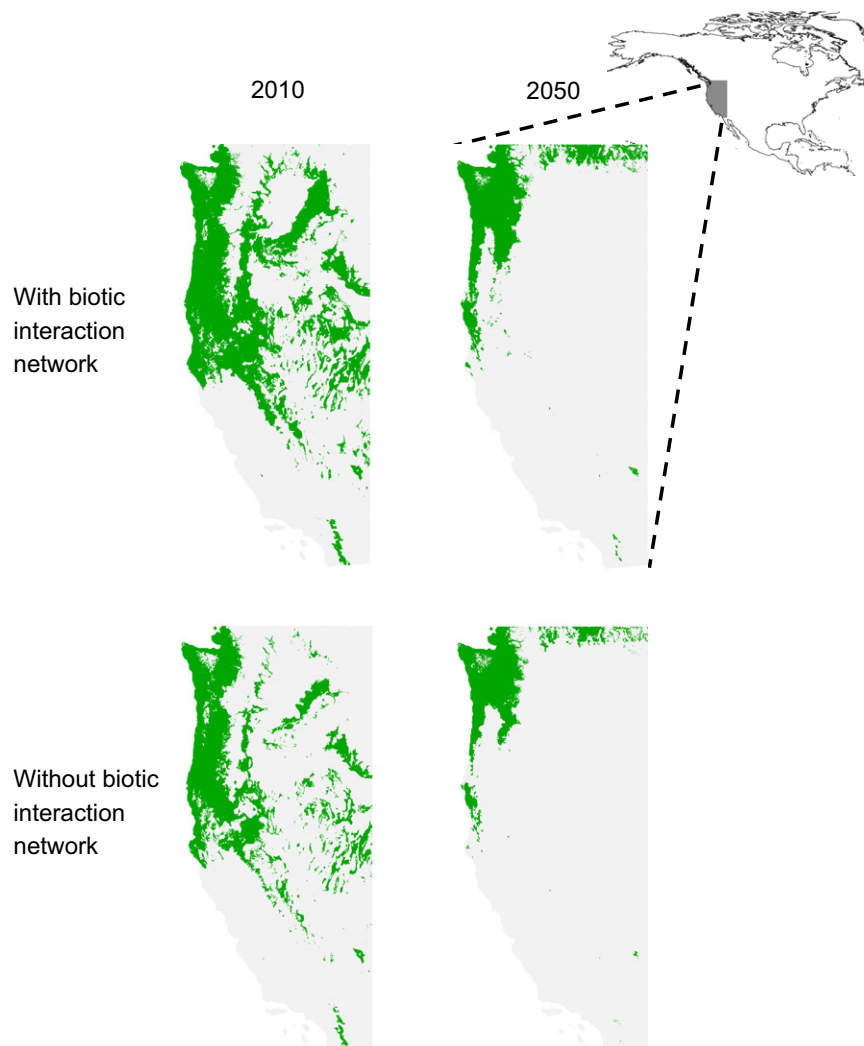 2010
2050
With biotic
interaction
network
Without biotic
interaction
network